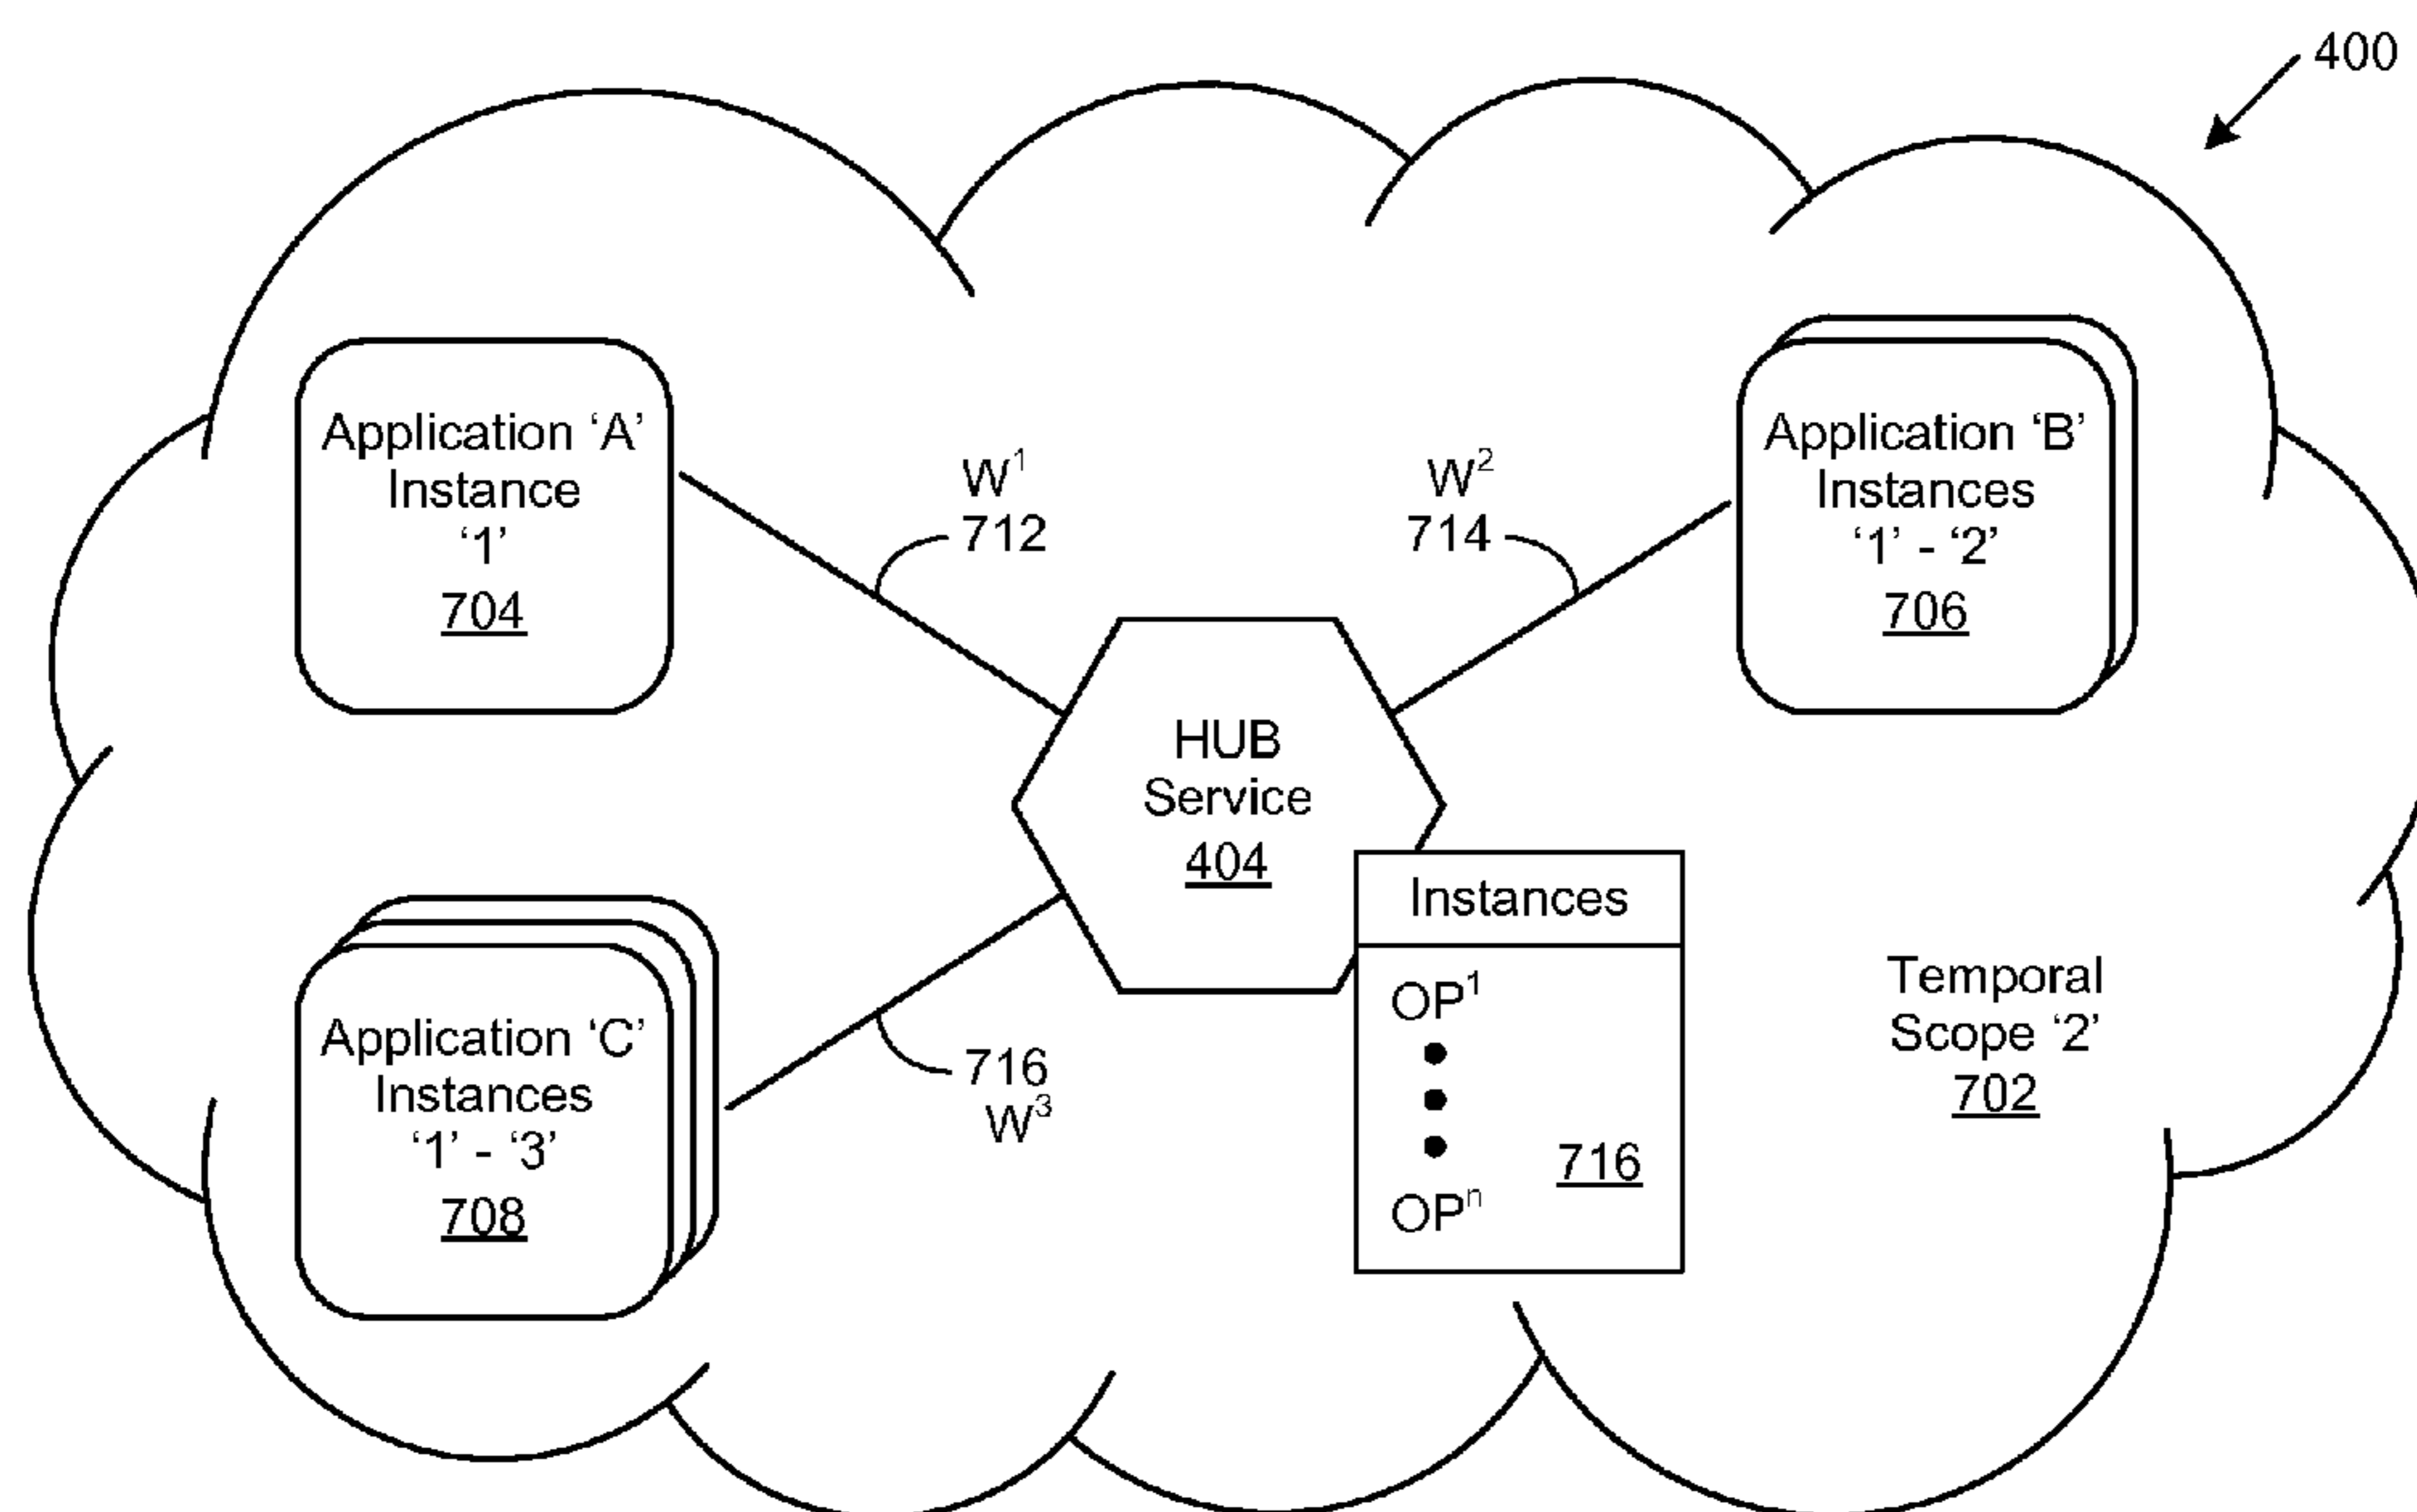 400
Application ‘A’
Instance
‘1’
704
W¹
712
W²
714
Application ‘B’
Instances
‘1’ - ‘2’
706
HUB
Service
404
Application ‘C’
Instances
‘1’ - ‘3’
708
716
W³
Instances
OP¹
716
OPⁿ
Temporal
Scope ‘2’
702